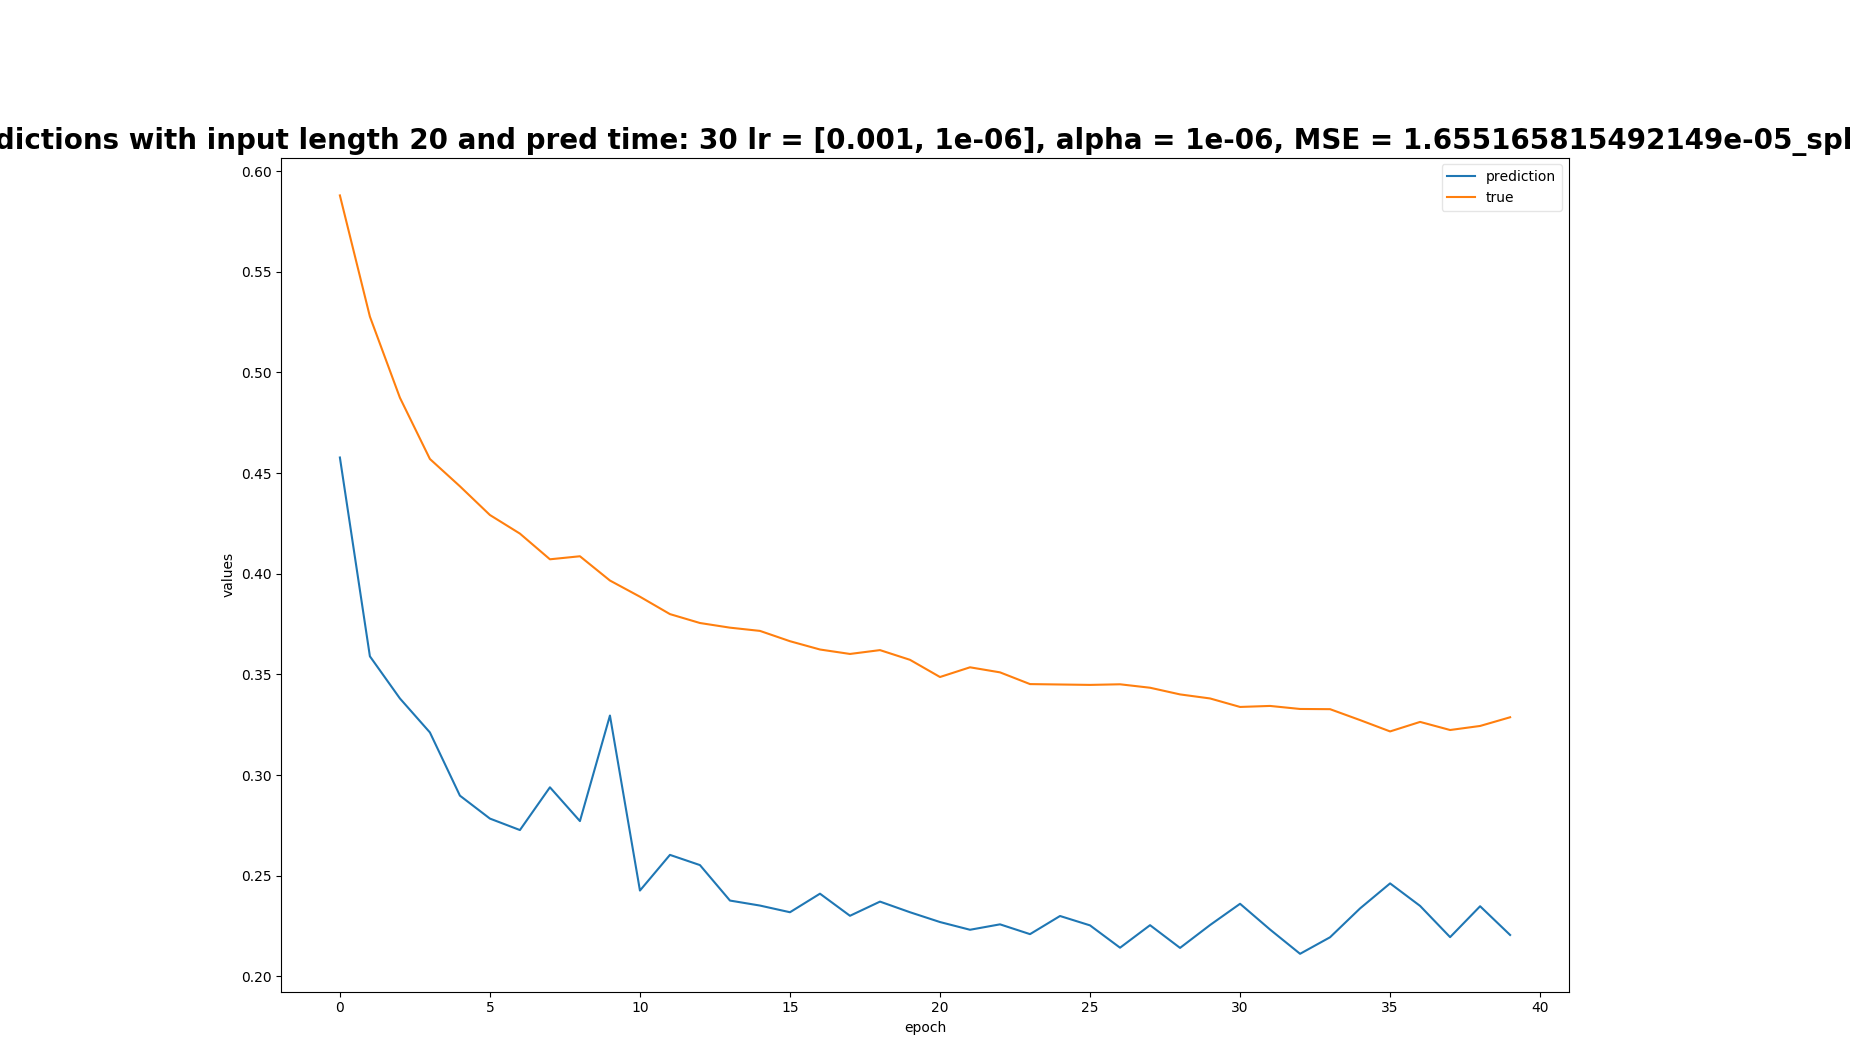 dictions with input length 20 and pred time: 30 lr = [0.001, 1e-06], alpha = 1e-06, MSE = 1.655165815492149e-05_spl
prediction
true
0.60
0.55
0.50
0.45
0.40
0.35
0.30
0.25
0.20
values
0 5 10 15 20 25 30 35 40
epoch